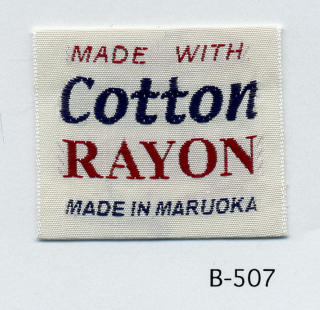 MADE WITH
Cotton
RAYON
MADE IN MARUOKA
B-507